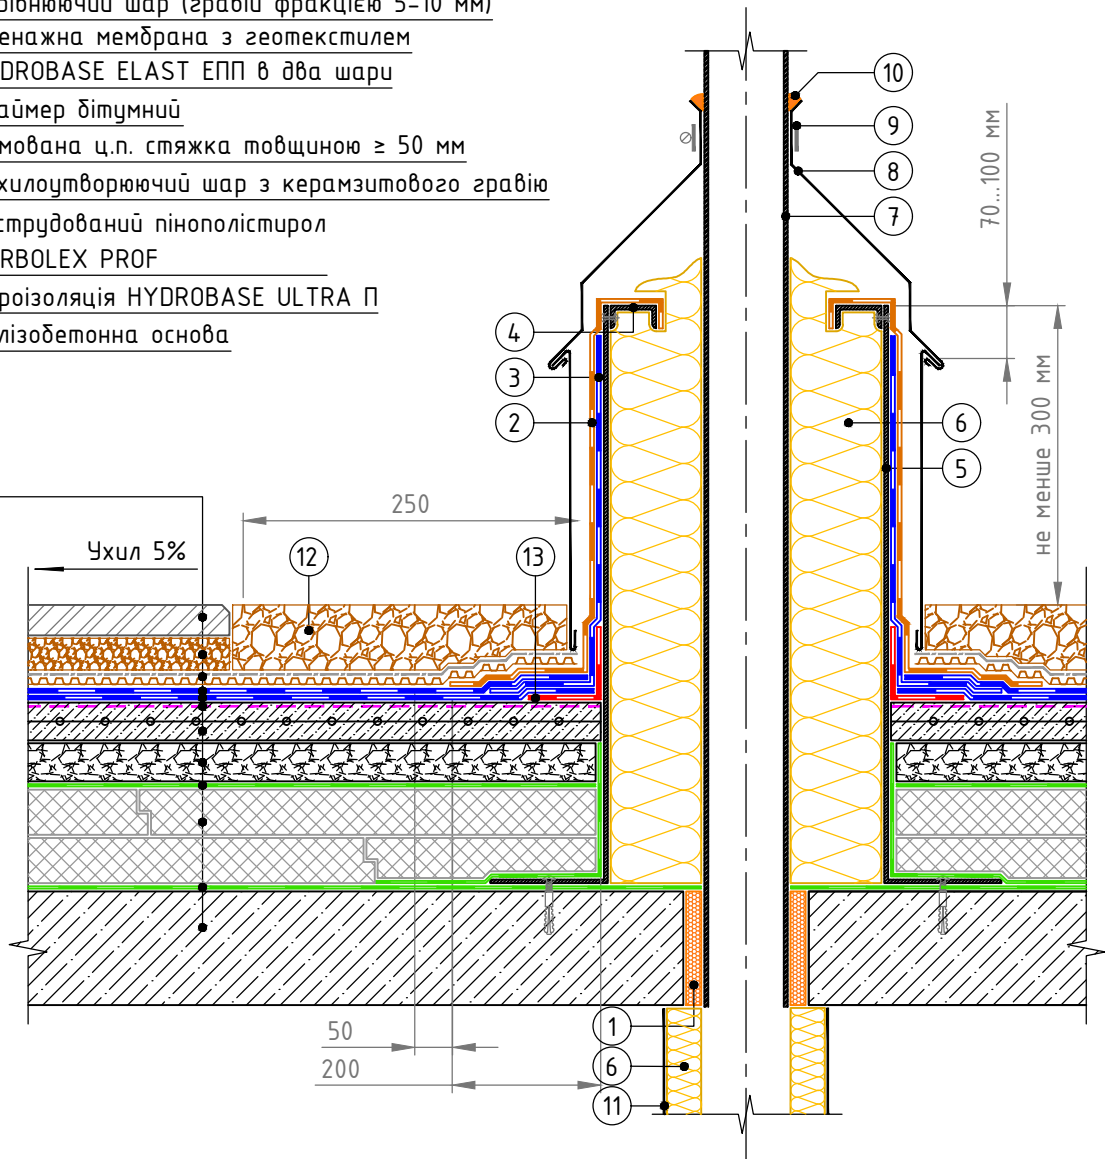 рівнюючий шар (гравій фракцією 5-10 мм)
енажна мембрана з геотекстилем
DROBASE ELAST ЕПП в два шари
аймер бітумний
мована ц.п. стяжка товщиною ≥ 50 мм
хилоутворюючий шар з керамзитового гравію
струдований пінополістирол
RBOLEX PROF
роізоляція HYDROBASE ULTRA П
лізобетонна основа
10
9
8
7
70...100 мм
4
3
2
6
5
не менше 300 мм
250
Ухил 5%
12
13
50
200
1
6
11